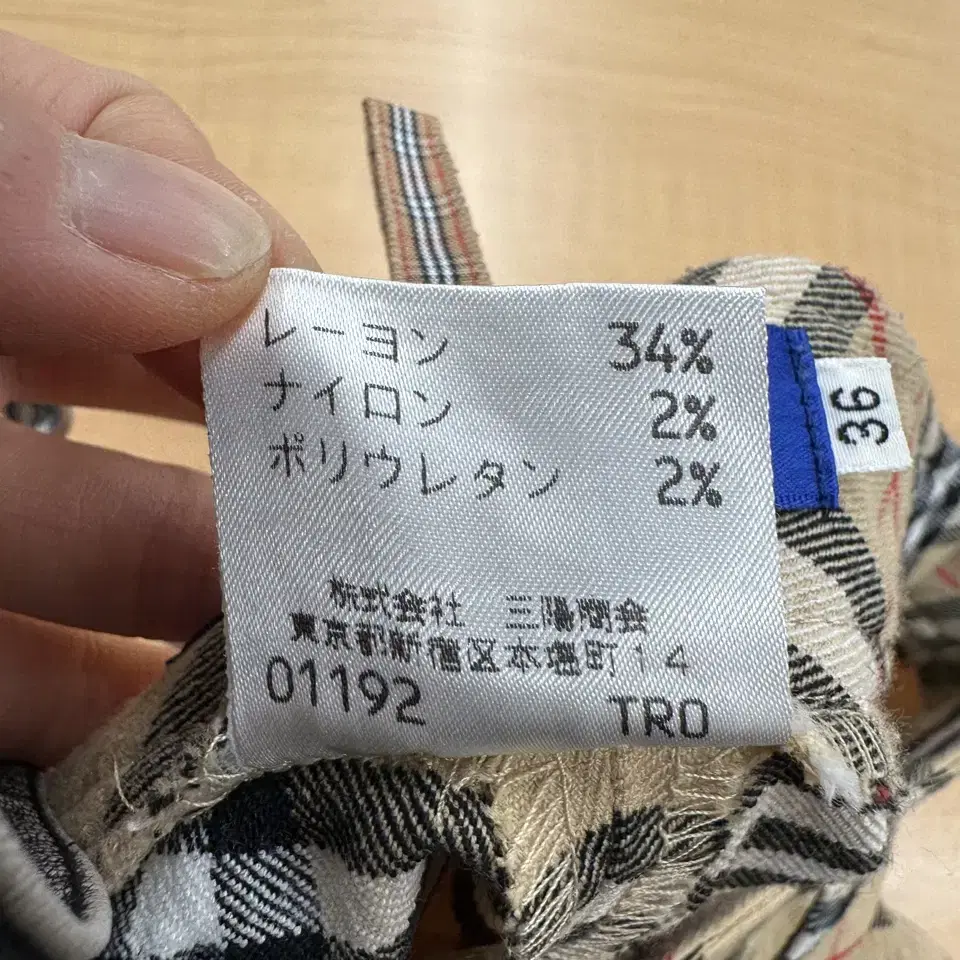 レーヨン 34%
ナイロン 2%
ポリウレタン 2%
株式会社 三陽商会
東京都新宿区本塩町14
01192 TRO
36